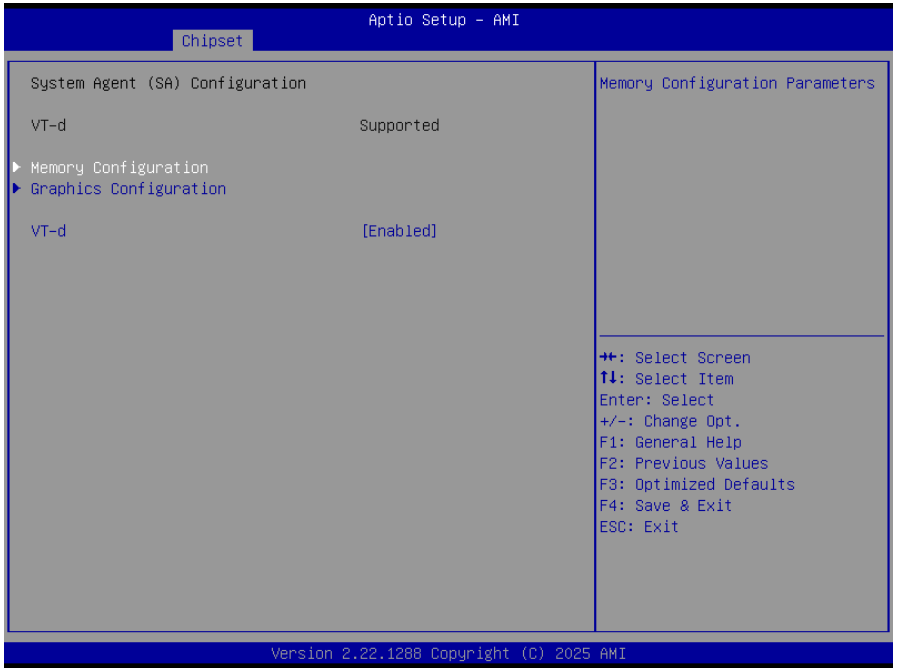 Aptio Setup – AMI
Chipset
System Agent (SA) Configuration
VT-d Supported
Memory Configuration
Graphics Configuration
VT-d [Enabled]
Memory Configuration Parameters
→←: Select Screen
↑↓: Select Item
Enter: Select
+/-: Change Opt.
F1: General Help
F2: Previous Values
F3: Optimized Defaults
F4: Save & Exit
ESC: Exit
Version 2.22.1288 Copyright (C) 2025 AMI